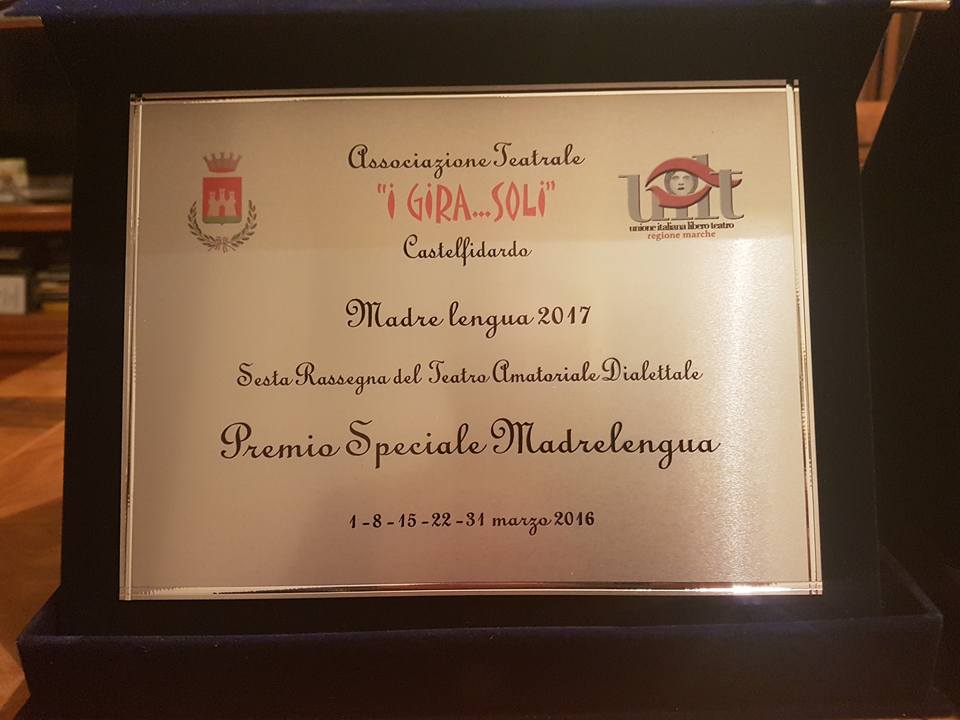 Associazione Teatrale
"i GiRA...SOLi"
Castelfidardo
uilt
unione italiana libero teatro
regione marche
Madre lengua 2017
Sesta Rassegna del Teatro Amatoriale Dialettale
Premio Speciale Madrelengua
1 - 8 - 15 - 22 - 31 marzo 2016